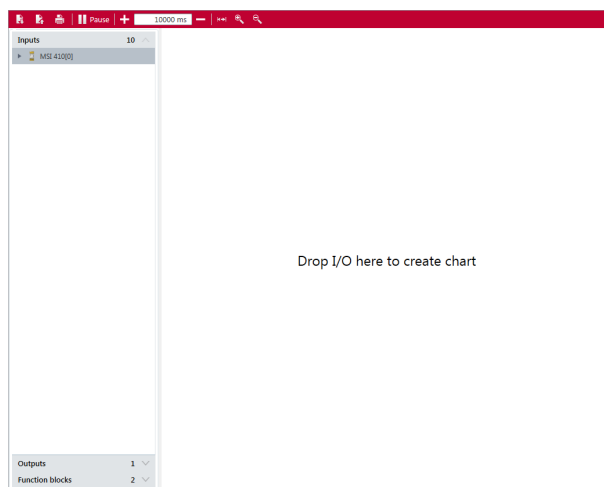 Pause 10000 ms
Inputs 10
MSI 410[0]
Drop I/O here to create chart
Outputs 1
Function blocks 2